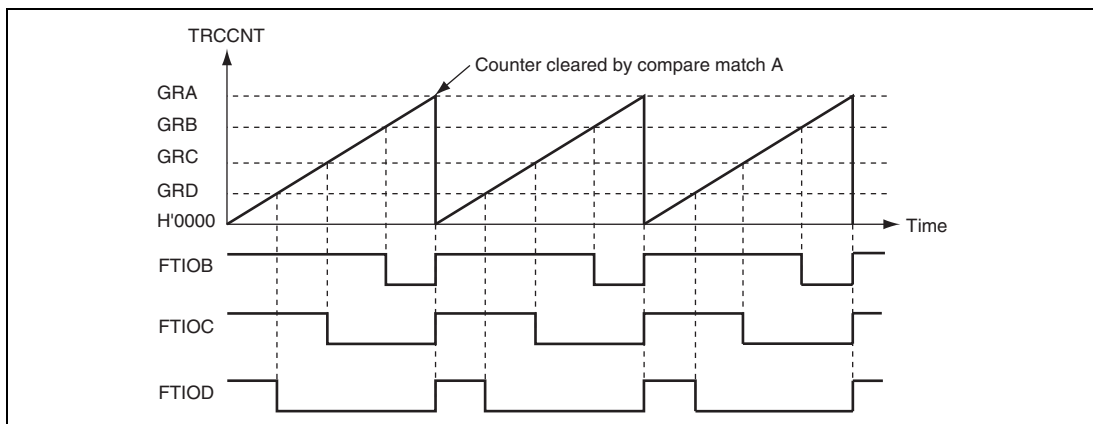 TRCCNT
Counter cleared by compare match A
GRA
GRB
GRC
GRD
H'0000
Time
FTIOB
FTIOC
FTIOD